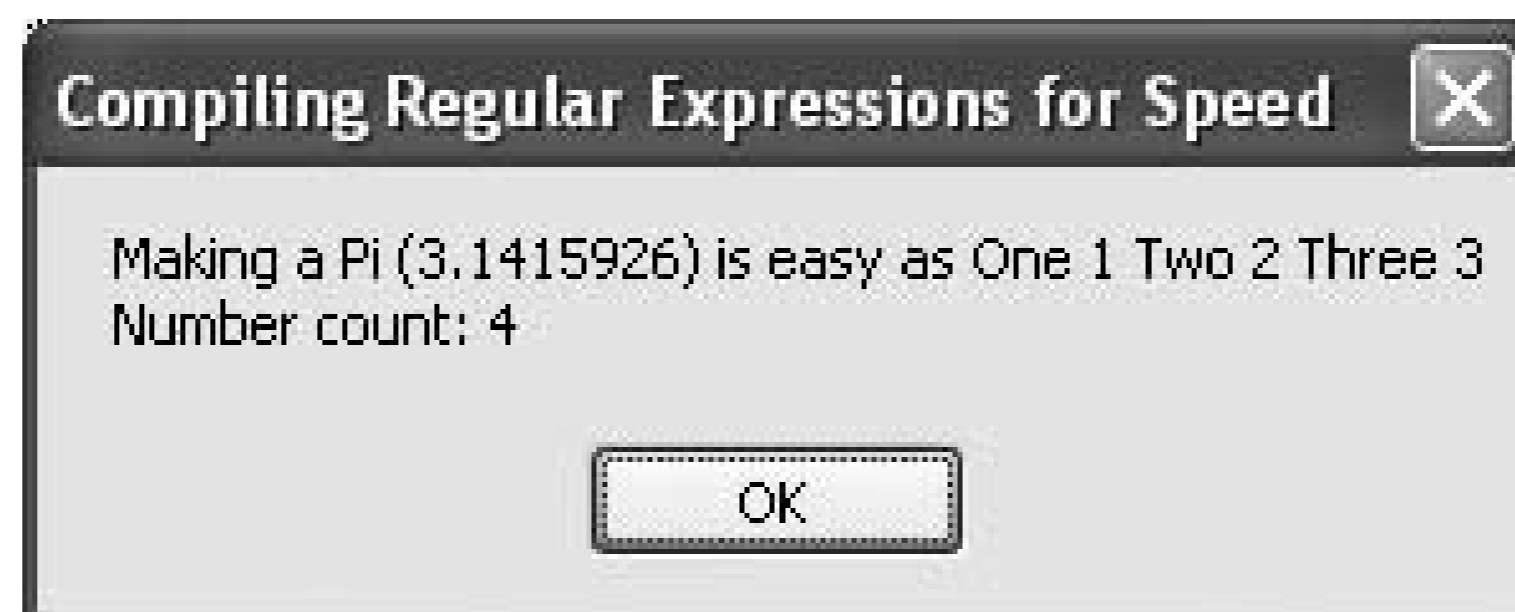 Compiling Regular Expressions for Speed
Making a Pi (3.1415926) is easy as One 1 Two 2 Three 3
Number count: 4
OK